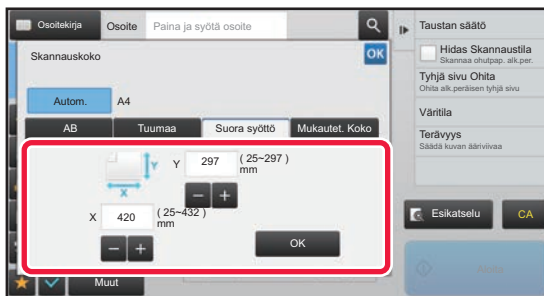 Osoitekirja
Osoite
Paina ja syötä osoite
Skannauskoko
OK
Autom.
A4
AB
Tuumaa
Suora syöttö
Mukautet. Koko
Y
Y
297
( 25~297 )
mm
X
X
420
( 25~432 )
mm
OK
Muut
Taustan säätö
Hidas Skannaustila
Skannaa ohutpap. alk.per.
Tyhjä sivu Ohita
Ohita alk.peräisen tyhjä sivu
Väritila
Terävyys
Säädä kuvan ääriviivaa
Esikatselu
CA